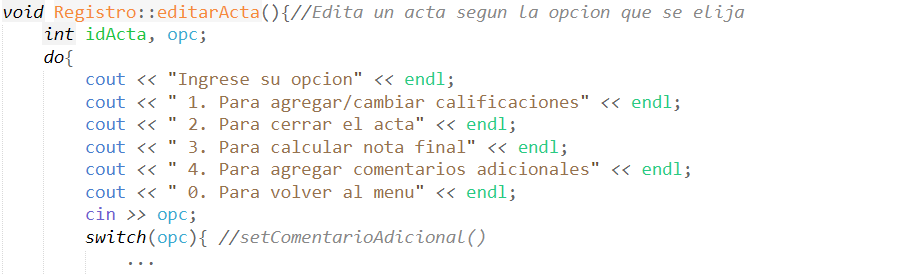 void Registro::editarActa(){//Edita un acta segun la opcion que se elija
int idActa, opc;
do{
cout << "Ingrese su opcion" << endl;
cout << " 1. Para agregar/cambiar calificaciones" << endl;
cout << " 2. Para cerrar el acta" << endl;
cout << " 3. Para calcular nota final" << endl;
cout << " 4. Para agregar comentarios adicionales" << endl;
cout << " 0. Para volver al menu" << endl;
cin >> opc;
switch(opc){ //setComentarioAdicional()
...